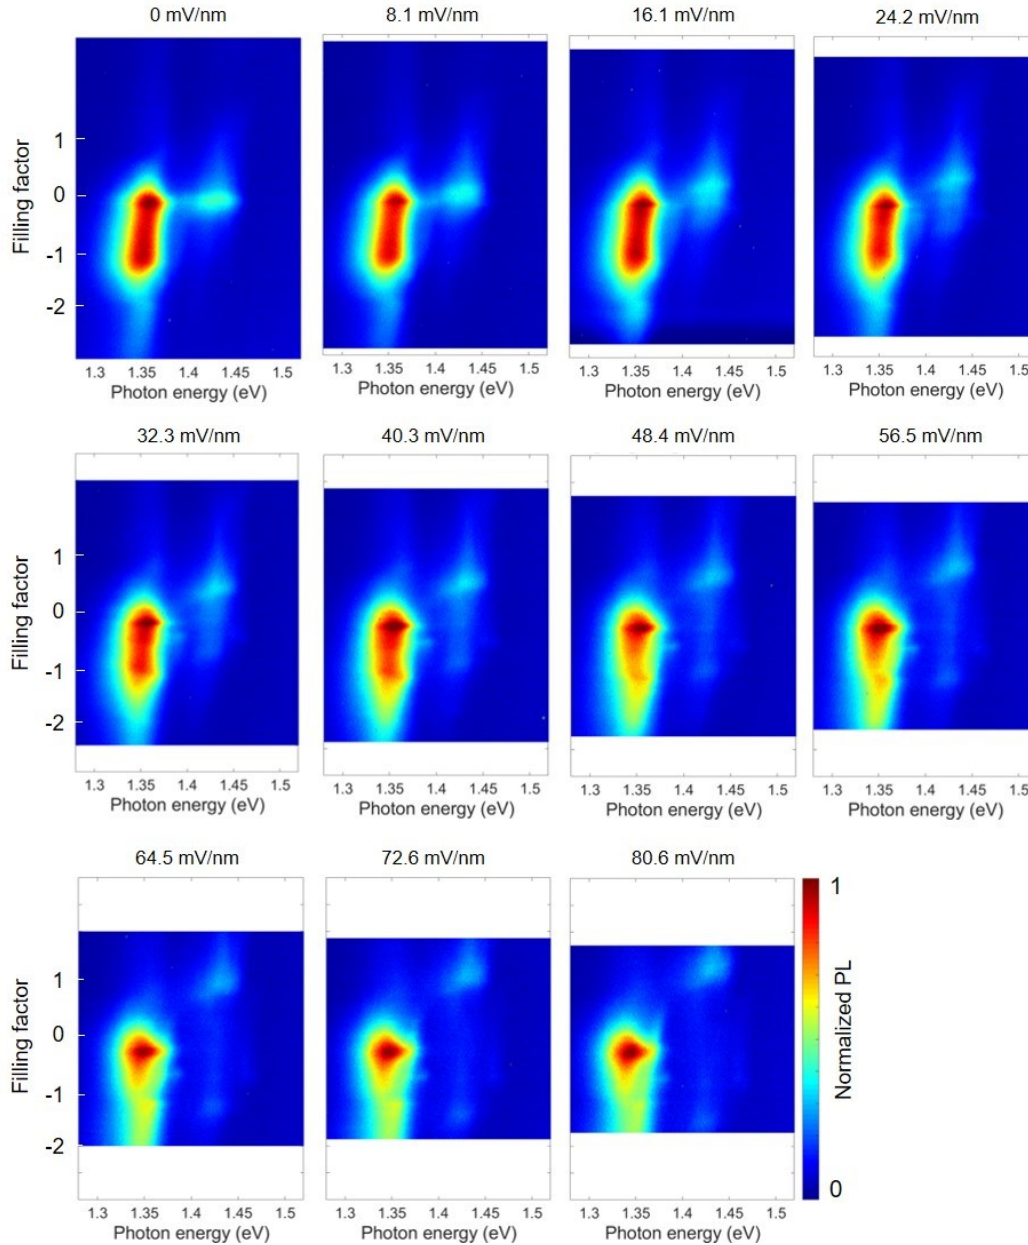 0 mV/nm 8.1 mV/nm 16.1 mV/nm 24.2 mV/nm
Filling factor
1
0
-1
-2
1.3 1.35 1.4 1.45 1.5 1.3 1.35 1.4 1.45 1.5 1.3 1.35 1.4 1.45 1.5 1.3 1.35 1.4 1.45 1.5
Photon energy (eV) Photon energy (eV) Photon energy (eV) Photon energy (eV)
32.3 mV/nm 40.3 mV/nm 48.4 mV/nm 56.5 mV/nm
Filling factor
1
0
-1
-2
1.3 1.35 1.4 1.45 1.5 1.3 1.35 1.4 1.45 1.5 1.3 1.35 1.4 1.45 1.5 1.3 1.35 1.4 1.45 1.5
Photon energy (eV) Photon energy (eV) Photon energy (eV) Photon energy (eV)
64.5 mV/nm 72.6 mV/nm 80.6 mV/nm
Filling factor
1
0
-1
-2
1
Normalized PL
0
1.3 1.35 1.4 1.45 1.5 1.3 1.35 1.4 1.45 1.5 1.3 1.35 1.4 1.45 1.5
Photon energy (eV) Photon energy (eV) Photon energy (eV)